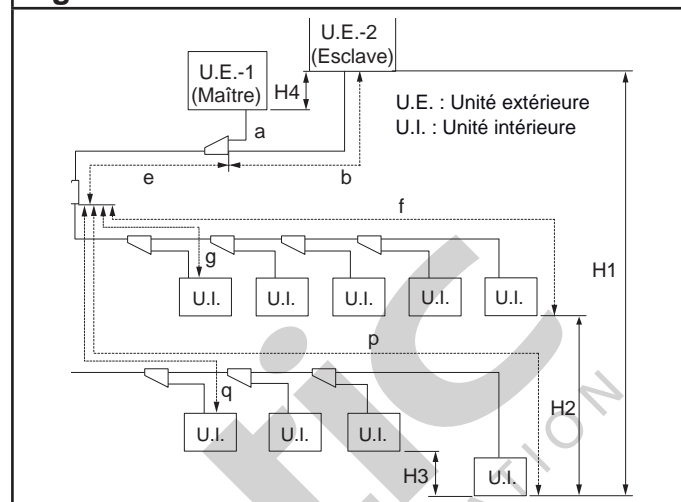 U.E.-2
(Esclave)
U.E.-1
(Maître)
H4
U.E. : Unité extérieure
U.I. : Unité intérieure
a
e
b
f
g
H1
U.I.
U.I.
U.I.
U.I.
U.I.
p
q
H2
U.I.
U.I.
U.I.
H3
U.I.